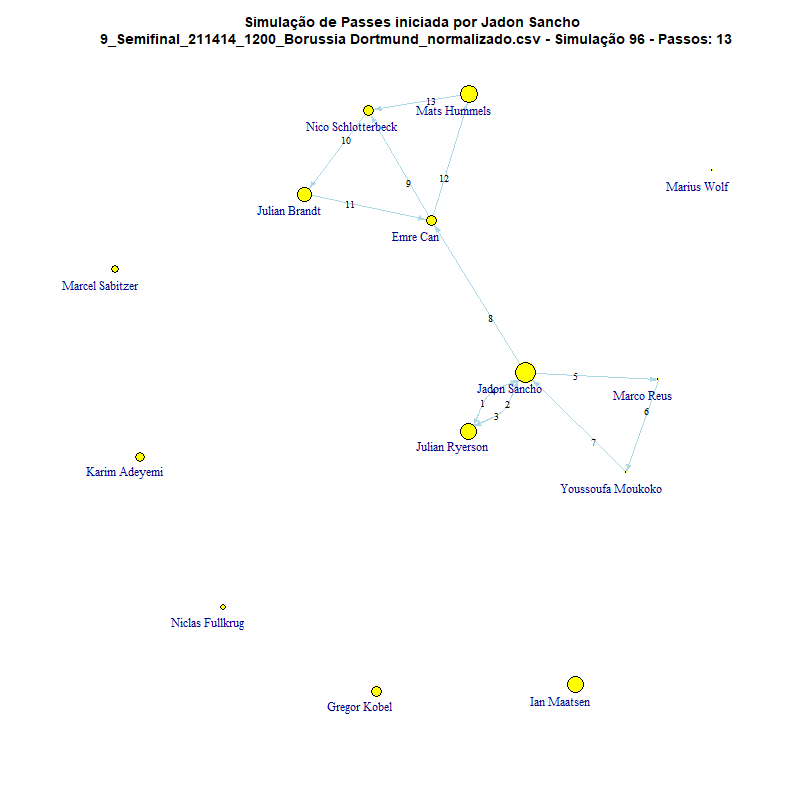 Simulação de Passes iniciada por Jadon Sancho
9_Semifinal_211414_1200_Borussia Dortmund_normalizado.csv - Simulação 96 - Passos: 13
13
Mats Hummels
Nico Schlotterbeck
10
Marius Wolf
12
9
11
Julian Brandt
Emre Can
Marcel Sabitzer
8
5
Jadon Sancho
Marco Reus
1
2
3
6
7
Julian Ryerson
Karim Adeyemi
Youssoufa Moukoko
Niclas Fullkrug
Ian Maatsen
Gregor Kobel